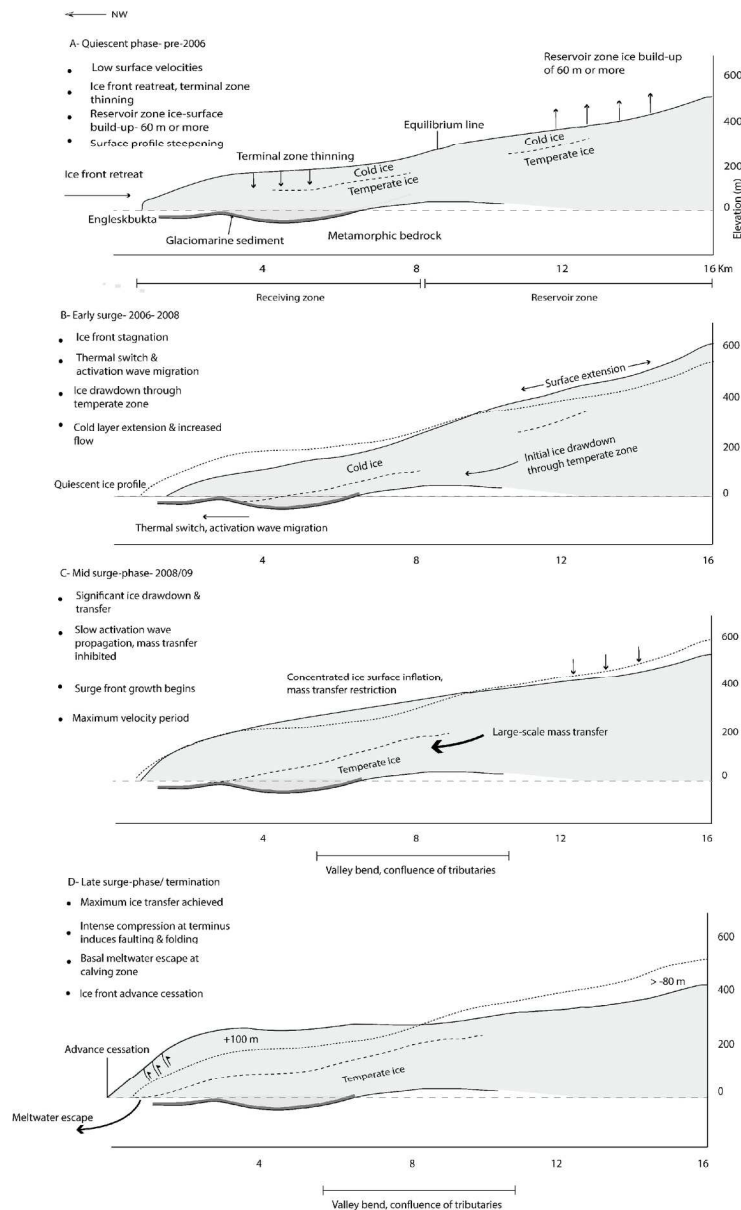 NW
A- Quiescent phase- pre-2006
Low surface velocities
Ice front reatreat, terminal zone
thinning
Reservoir zone ice-surface
build-up- 60 m or more
Surface profile steepening
Reservoir zone ice build-up
of 60 m or more
Equilibrium line
Terminal zone thinning
Cold ice
Temperate ice
Cold ice
Temperate ice
Ice front retreat
Engleskbukta
Glaciomarine sediment
Metamorphic bedrock
600
400
200
0
Elevation (m)
4
8
12
16 Km
Receiving zone
Reservoir zone
B- Early surge- 2006- 2008
Ice front stagnation
Thermal switch &
activation wave migration
Ice drawdown through
temperate zone
Cold layer extension & increased
flow
Surface extension
Cold ice
Initial ice drawdown
through temperate zone
Quiescent ice profile
Thermal switch, activation wave migration
600
400
200
0
4
8
12
16
C- Mid surge-phase- 2008/09
Significant ice drawdown &
transfer
Slow activation wave
propagation, mass trasnfer
inhibited
Surge front growth begins
Maximum velocity period
Concentrated ice surface inflation,
mass transfer restriction
Large-scale mass transfer
Temperate ice
600
400
200
0
4
8
12
16
Valley bend, confluence of tributaries
D- Late surge-phase/ termination
Maximum ice transfer achieved
Intense compression at terminus
induces faulting & folding
Basal meltwater escape at
calving zone
Ice front advance cessation
Advance cessation
+100 m
> -80 m
Temperate ice
Meltwater escape
600
400
200
0
4
8
12
16
Valley bend, confluence of tributaries